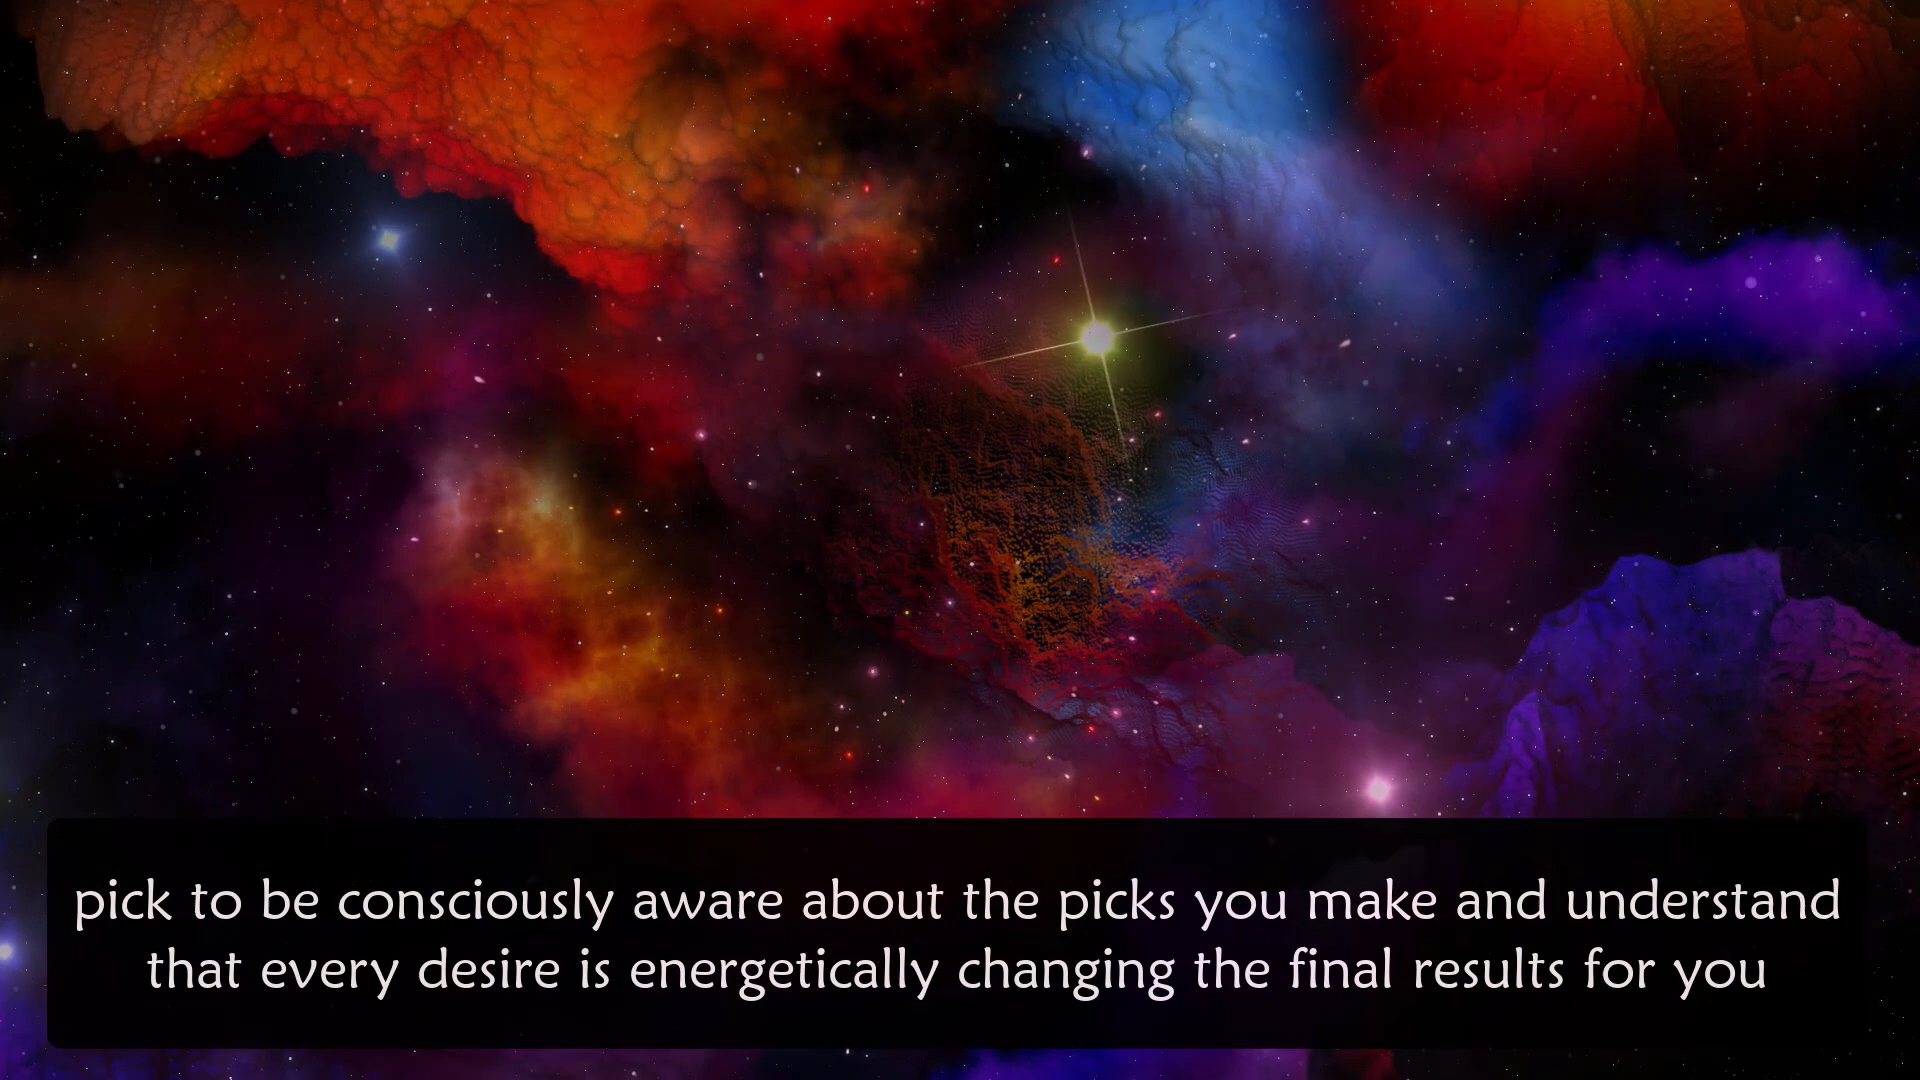 pick to be consciously aware about the picks you make and understand
that every desire is energetically changing the final results for you